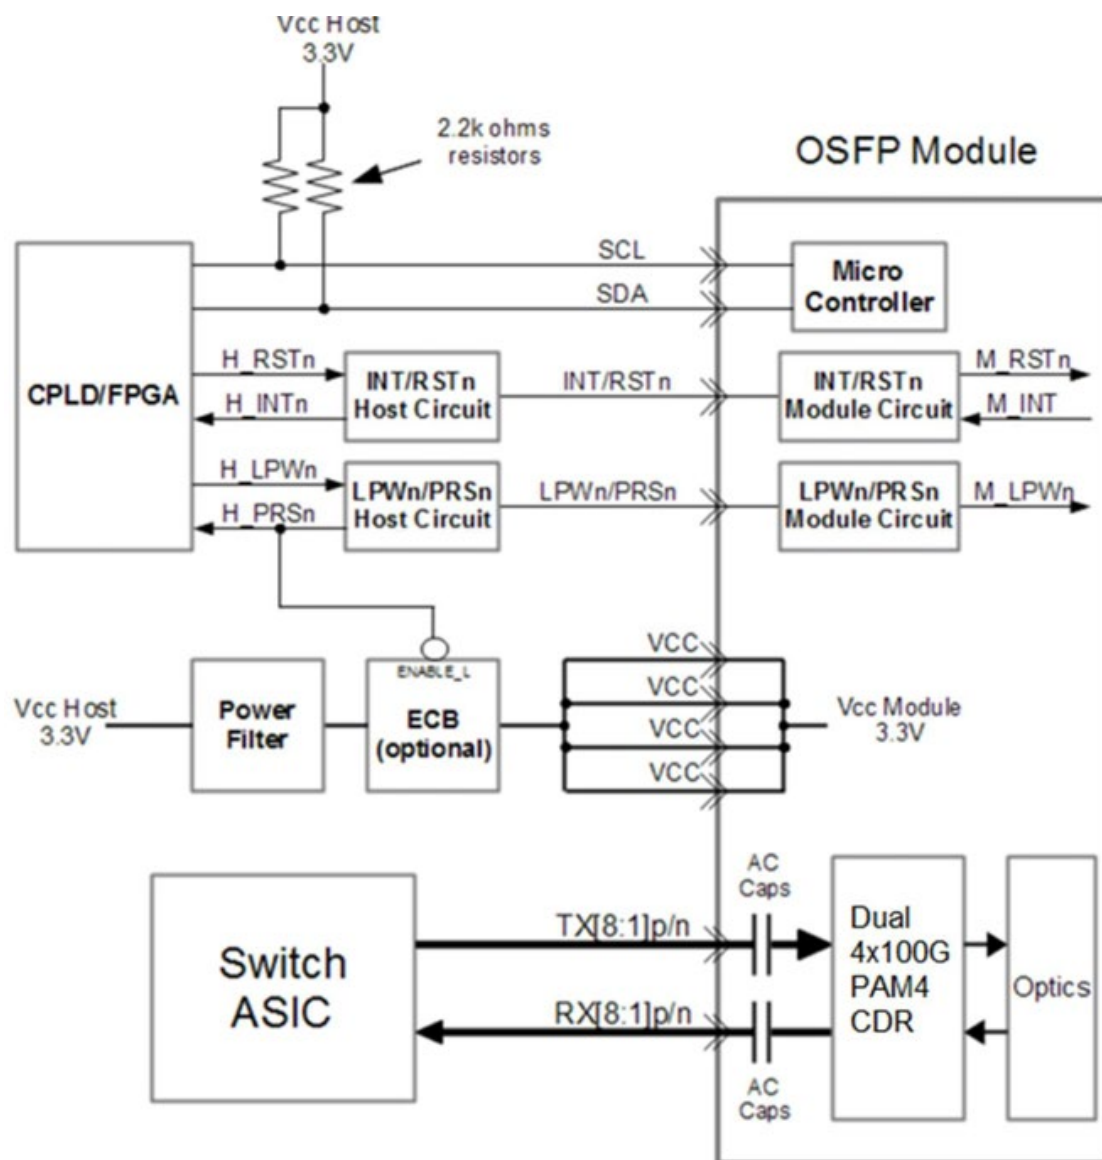 Vcc Host
3.3V
2.2k ohms
resistors
OSFP Module
SCL
SDA
Micro
Controller
CPLD/FPGA
H_RSTn
H_INTn
INT/RSTn
Host Circuit
INT/RSTn
INT/RSTn
Module Circuit
M_RSTn
M_INT
H_LPWn
H_PRSn
LPWn/PRSn
Host Circuit
LPWn/PRSn
LPWn/PRSn
Module Circuit
M_LPWn
Vcc Host
3.3V
Power
Filter
ENABLE_L
ECB
(optional)
VCC
VCC
VCC
VCC
Vcc Module
3.3V
Switch
ASIC
TX[8:1]p/n
RX[8:1]p/n
AC
Caps
AC
Caps
Dual
4x100G
PAM4
CDR
Optics